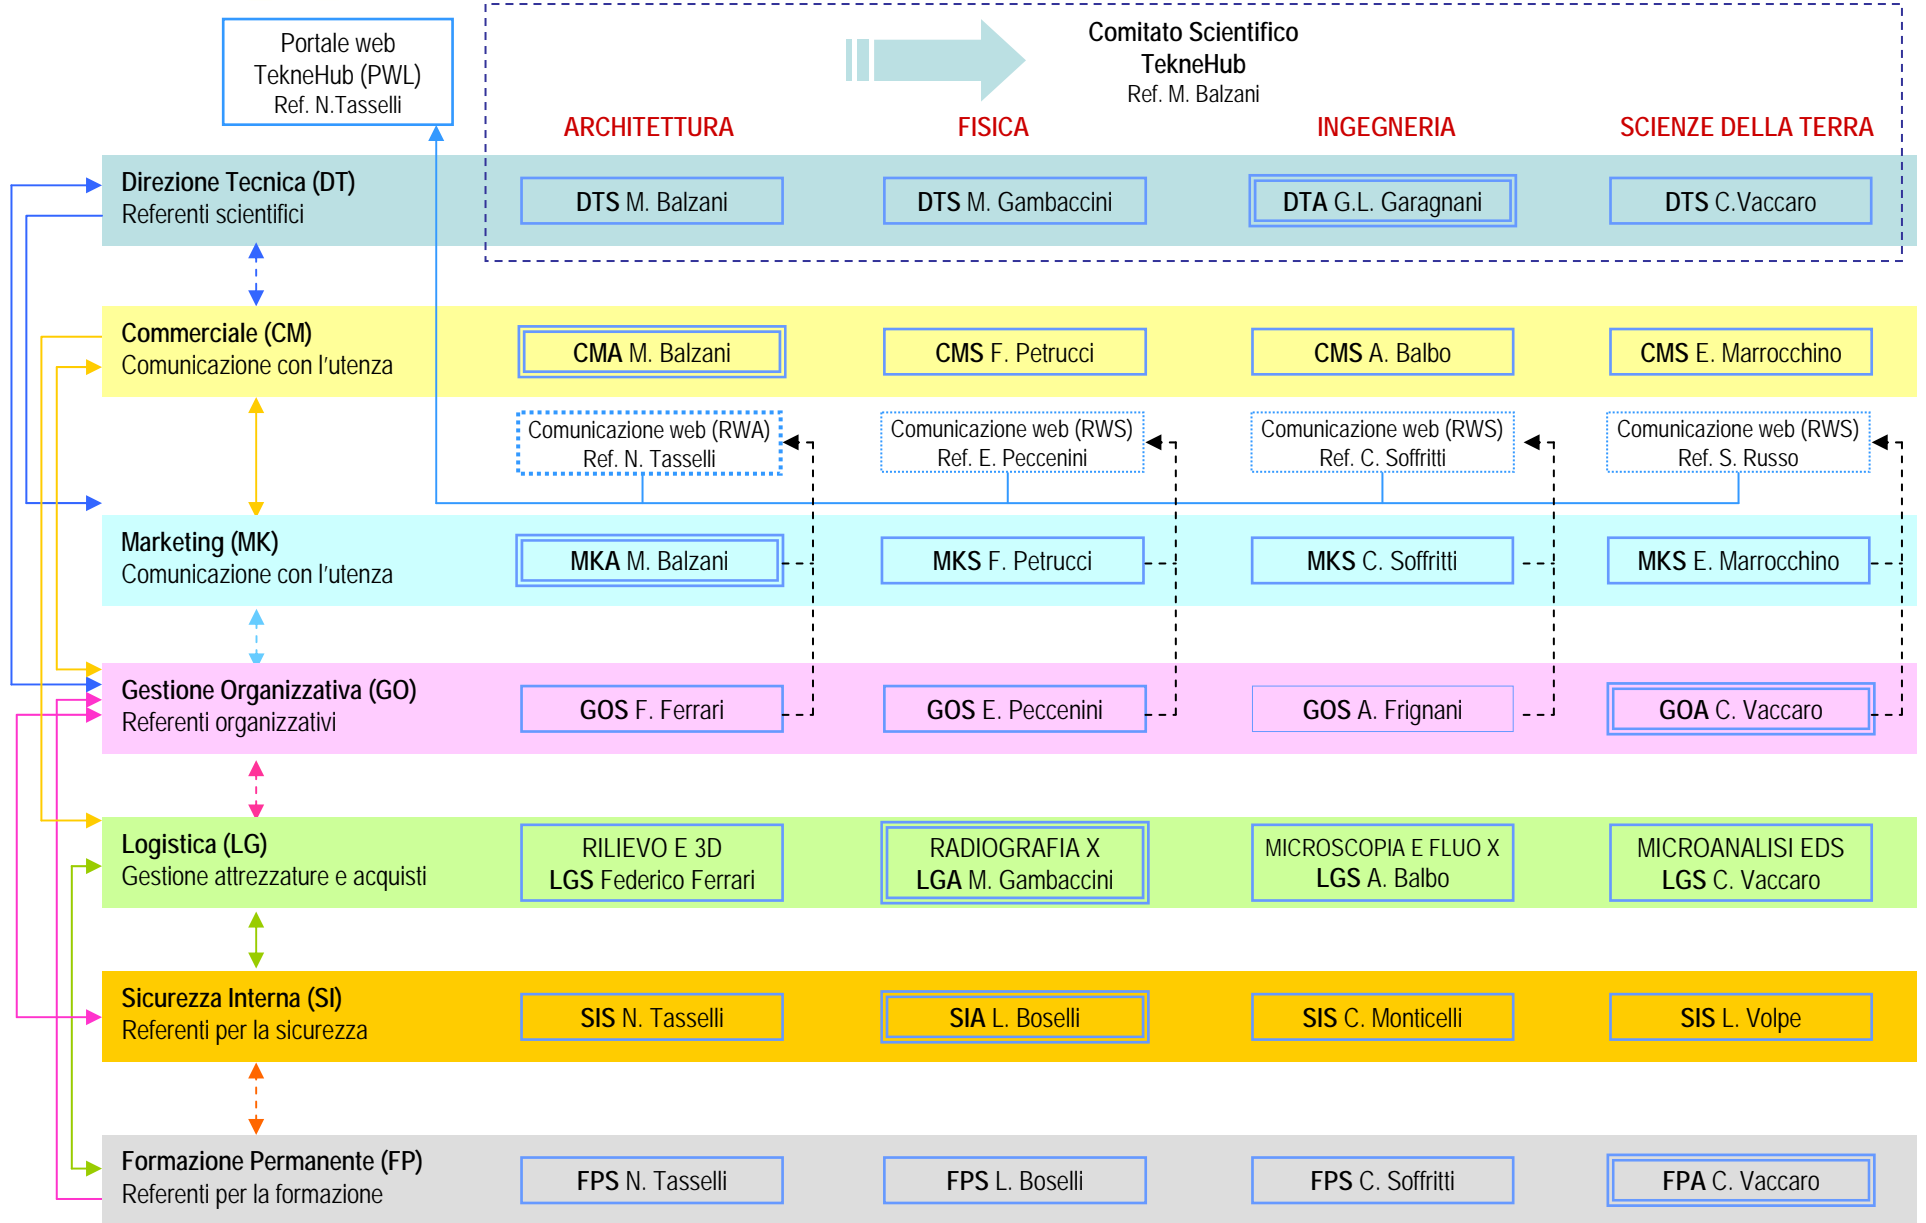 Portale web
TekneHub (PWL)
Ref. N.Tasselli
Comitato Scientifico
TekneHub
Ref. M. Balzani
ARCHITETTURA
FISICA
INGEGNERIA
SCIENZE DELLA TERRA
Direzione Tecnica (DT)
Referenti scientifici
DTS M. Balzani
DTS M. Gambaccini
DTA G.L. Garagnani
DTS C.Vaccaro
Commerciale (CM)
Comunicazione con l'utenza
CMA M. Balzani
CMS F. Petrucci
CMS A. Balbo
CMS E. Marrocchino
Comunicazione web (RWA)
Ref. N. Tasselli
Comunicazione web (RWS)
Ref. E. Peccenini
Comunicazione web (RWS)
Ref. C. Soffritti
Comunicazione web (RWS)
Ref. S. Russo
Marketing (MK)
Comunicazione con l'utenza
MKA M. Balzani
MKS F. Petrucci
MKS C. Soffritti
MKS E. Marrocchino
Gestione Organizzativa (GO)
Referenti organizzativi
GOS F. Ferrari
GOS E. Peccenini
GOS A. Frignani
GOA C. Vaccaro
Logistica (LG)
Gestione attrezzature e acquisti
RILIEVO E 3D
LGS Federico Ferrari
RADIOGRAFIA X
LGA M. Gambaccini
MICROSCOPIA E FLUO X
LGS A. Balbo
MICROANALISI EDS
LGS C. Vaccaro
Sicurezza Interna (SI)
Referenti per la sicurezza
SIS N. Tasselli
SIA L. Boselli
SIS C. Monticelli
SIS L. Volpe
Formazione Permanente (FP)
Referenti per la formazione
FPS N. Tasselli
FPS L. Boselli
FPS C. Soffritti
FPA C. Vaccaro